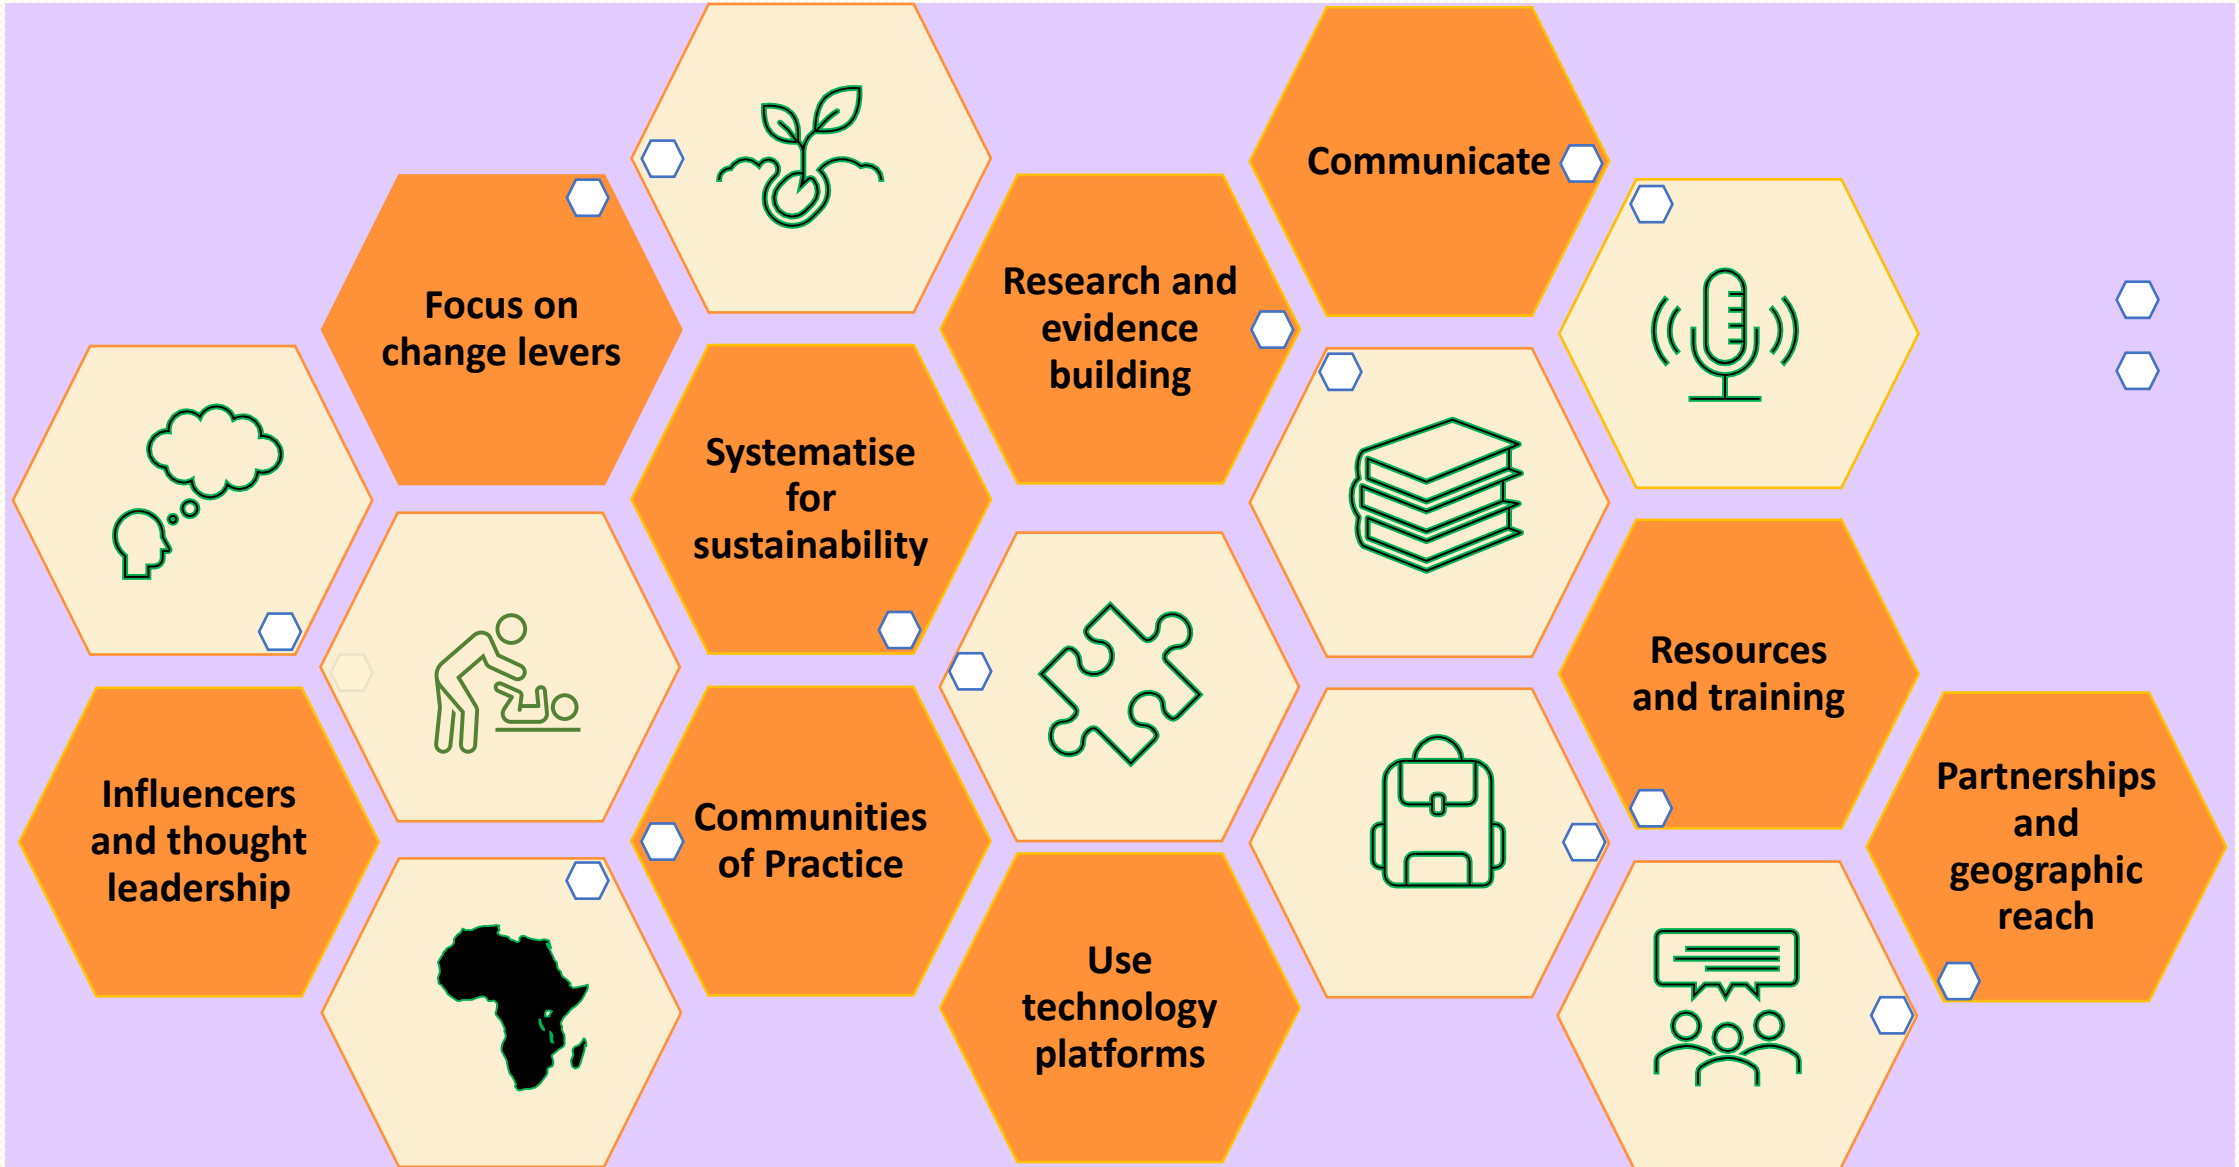 Communicate
Focus on
change levers
Research and
evidence
building
Systematise
for
sustainability
Resources
and training
Influencers
and thought
leadership
Communities
of Practice
Partnerships
and
geographic
reach
Use
technology
platforms